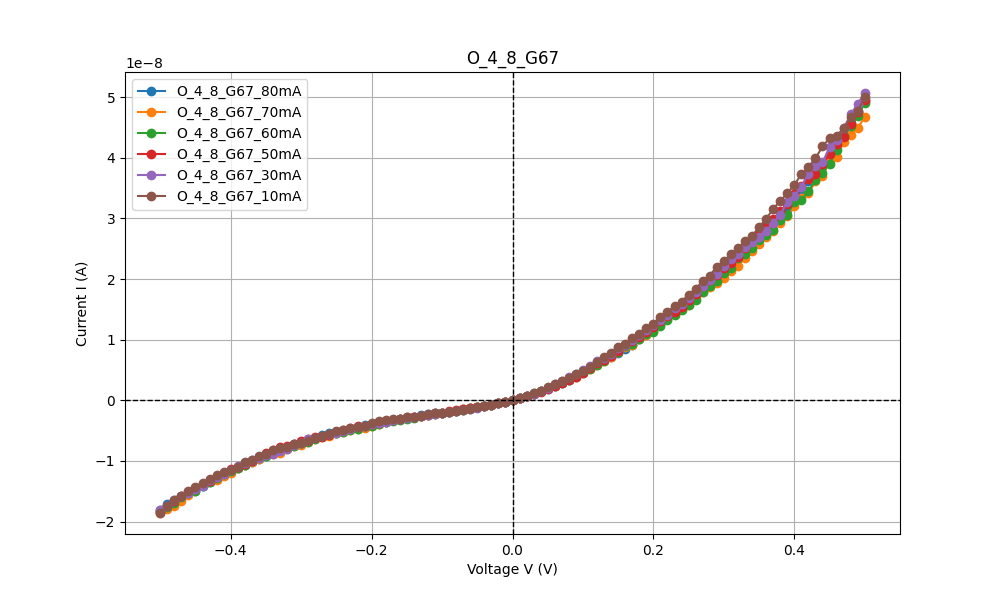 O_4_8_G67
1e−8
O_4_8_G67_80mA
O_4_8_G67_70mA
O_4_8_G67_60mA
O_4_8_G67_50mA
O_4_8_G67_30mA
O_4_8_G67_10mA
5
4
3
2
1
0
−1
−2
Current I (A)
−0.4 −0.2 0.0 0.2 0.4
Voltage V (V)